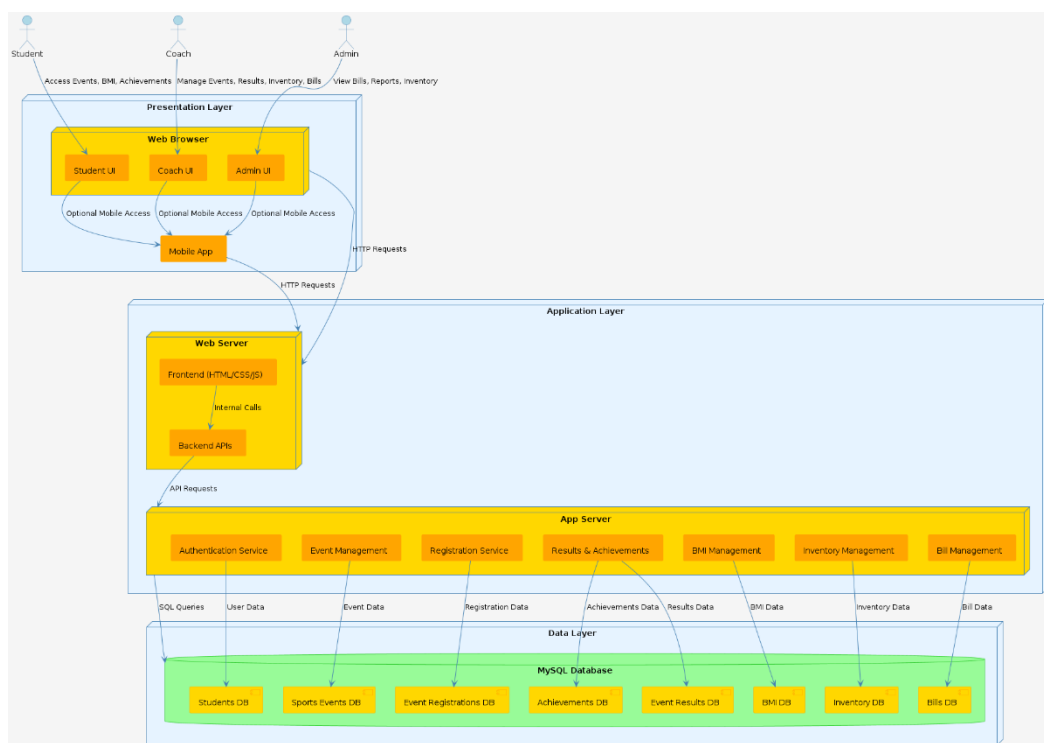 Student
Coach
Admin
Access Events, BMI, Achievements
Manage Events, Results, Inventory, Bills
View Bills, Reports, Inventory
Presentation Layer
Web Browser
Student UI
Coach UI
Admin UI
Optional Mobile Access
Optional Mobile Access
Optional Mobile Access
Mobile App
HTTP Requests
HTTP Requests
Application Layer
Web Server
Frontend (HTML/CSS/JS)
Internal Calls
Backend APIs
API Requests
App Server
Authentication Service
Event Management
Registration Service
Results & Achievements
BMI Management
Inventory Management
Bill Management
SQL Queries
User Data
Event Data
Registration Data
Achievements Data
Results Data
BMI Data
Inventory Data
Bill Data
Data Layer
MySQL Database
Students DB
Sports Events DB
Event Registrations DB
Achievements DB
Event Results DB
BMI DB
Inventory DB
Bills DB